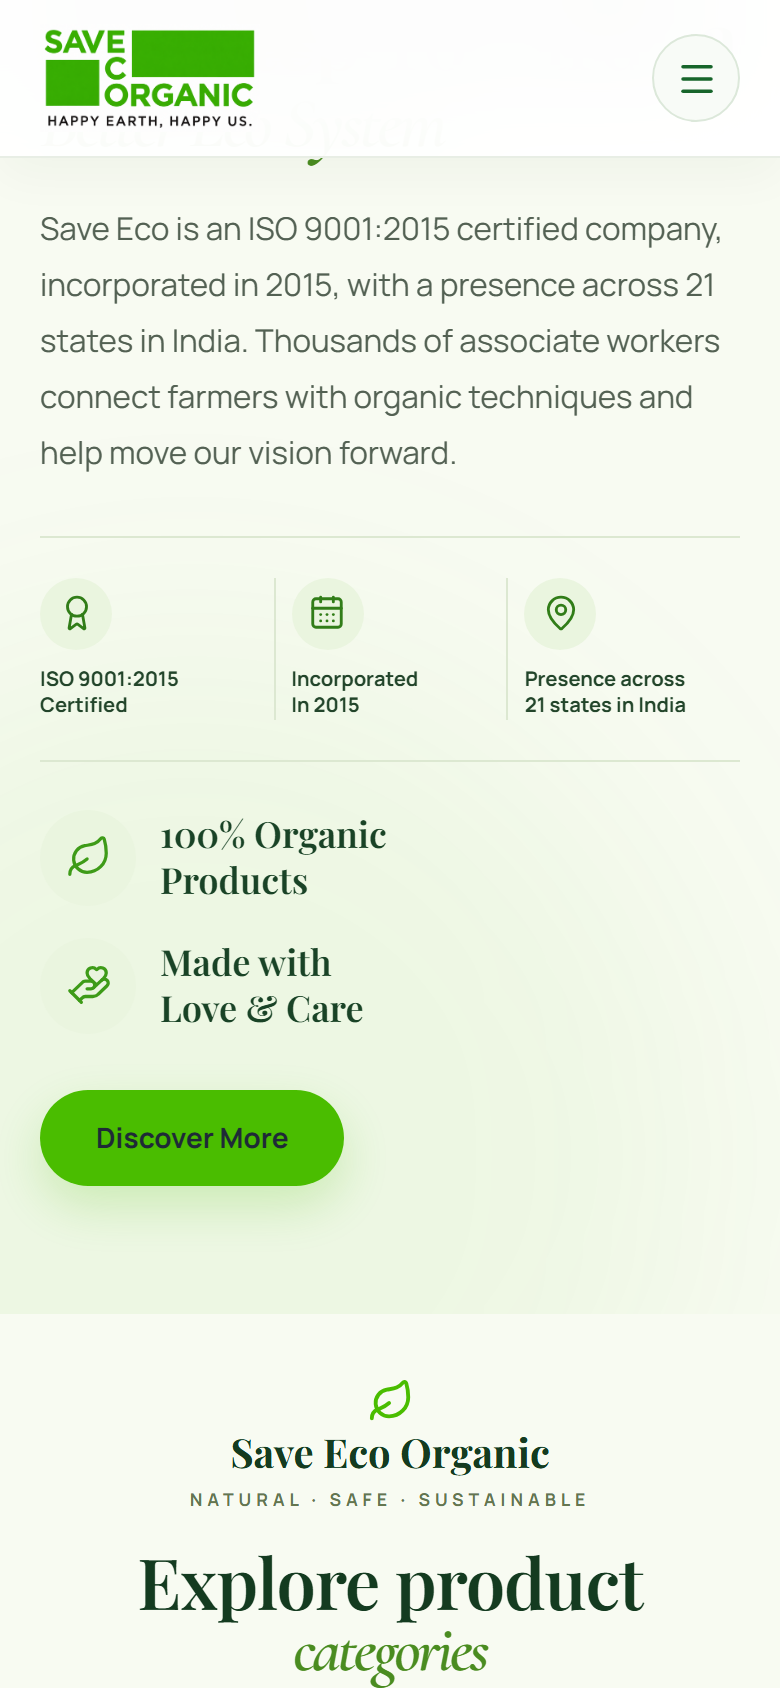 SAVE
C
ORGANIC
HAPPY EARTH, HAPPY US.
Better Eco System
Save Eco is an ISO 9001:2015 certified company,
incorporated in 2015, with a presence across 21
states in India. Thousands of associate workers
connect farmers with organic techniques and
help move our vision forward.
ISO 9001:2015
Certified
Incorporated
In 2015
Presence across
21 states in India
100% Organic
Products
Made with
Love & Care
Discover More
Save Eco Organic
NATURAL · SAFE · SUSTAINABLE
Explore product
categories